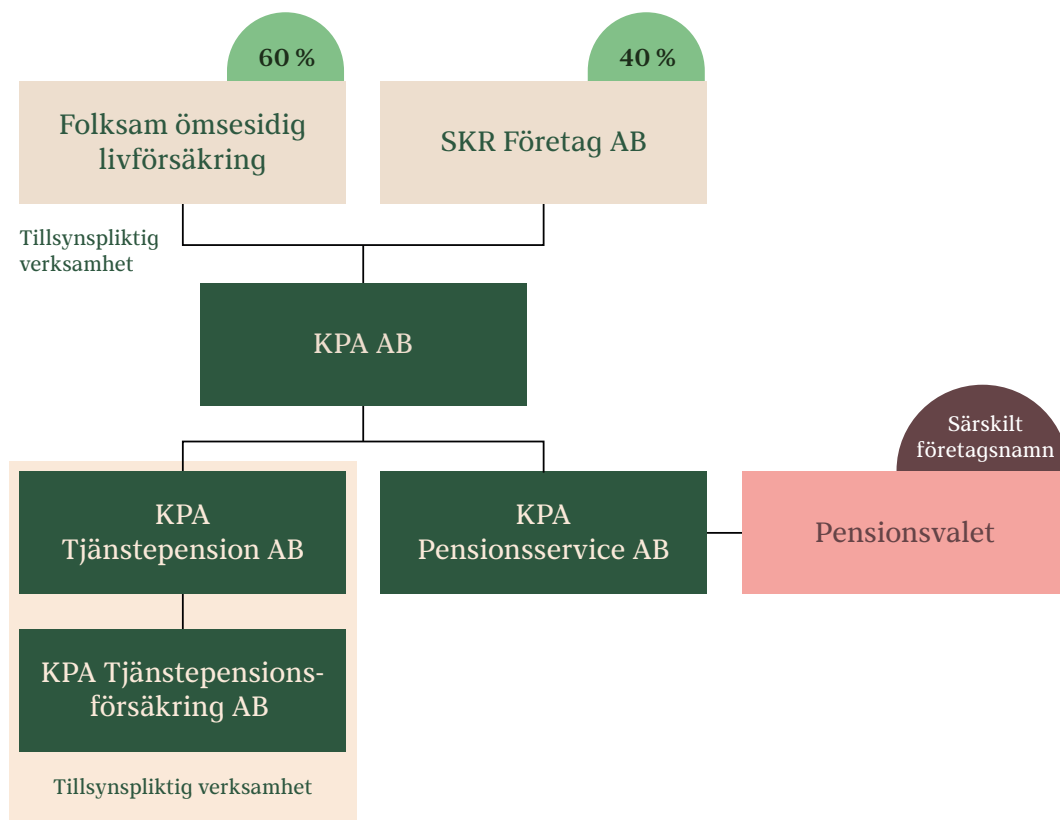 60 %
40 %
Folksam ömsesidig
livförsäkring
SKR Företag AB
Tillsynspliktig
verksamhet
KPA AB
Särskilt
företagsnamn
KPA
Tjänstepension AB
KPA
Pensionsservice AB
Pensionsvalet
KPA Tjänstepensions-
försäkring AB
Tillsynspliktig verksamhet